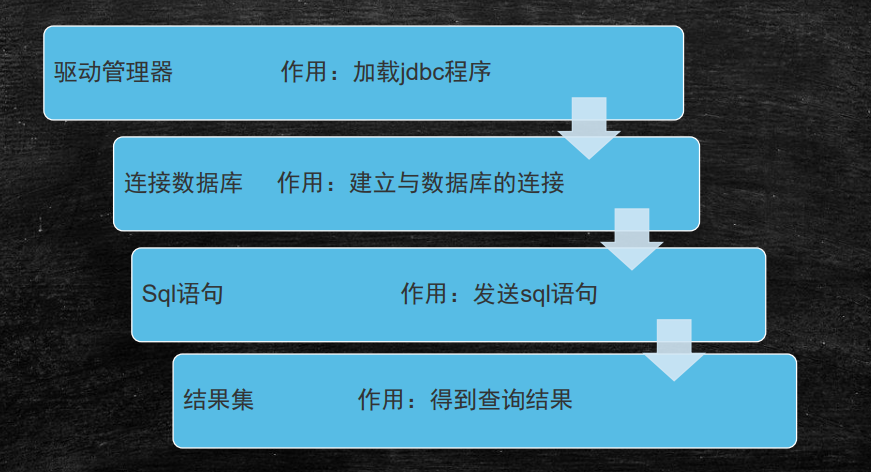 驱动管理器 作用：加载jdbc程序
连接数据库 作用：建立与数据库的连接
Sql语句 作用：发送sql语句
结果集 作用：得到查询结果